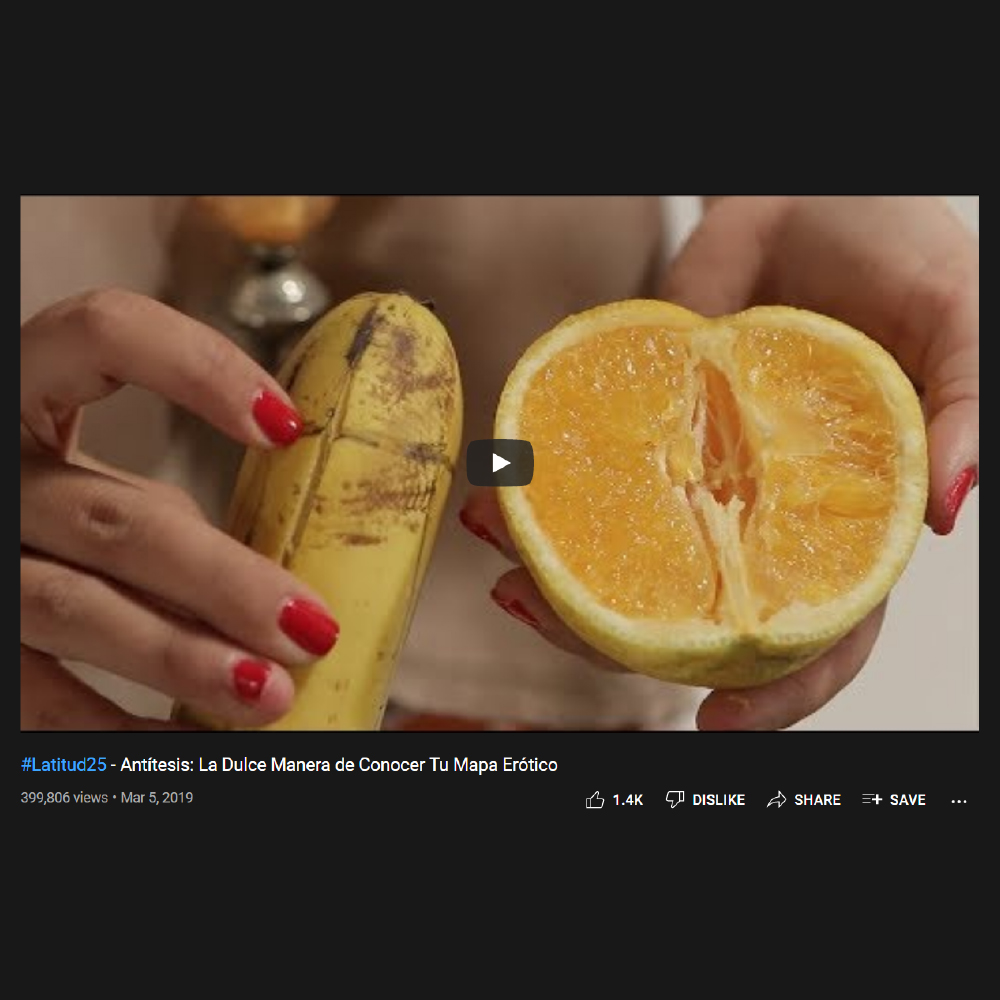 #Latitud25 - Antítesis: La Dulce Manera de Conocer Tu Mapa Erótico
399,806 views • Mar 5, 2019
1.4K DISLIKE SHARE SAVE